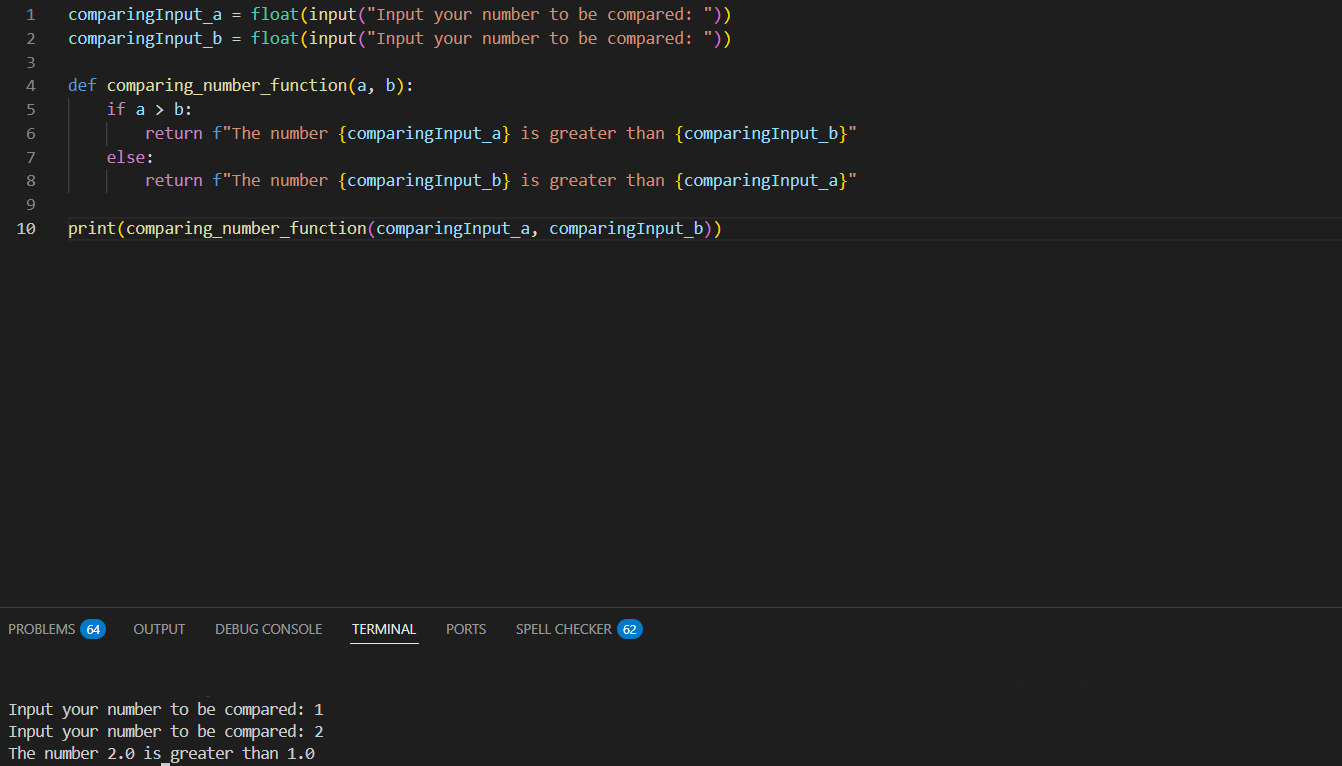 1 comparingInput_a = float(input("Input your number to be compared: "))
2 comparingInput_b = float(input("Input your number to be compared: "))
3
4 def comparing_number_function(a, b):
5     if a > b:
6         return f"The number {comparingInput_a} is greater than {comparingInput_b}"
7     else:
8         return f"The number {comparingInput_b} is greater than {comparingInput_a}"
9
10 print(comparing_number_function(comparingInput_a, comparingInput_b))
PROBLEMS 64 OUTPUT DEBUG CONSOLE TERMINAL PORTS SPELL CHECKER 62
Input your number to be compared: 1
Input your number to be compared: 2
The number 2.0 is greater than 1.0